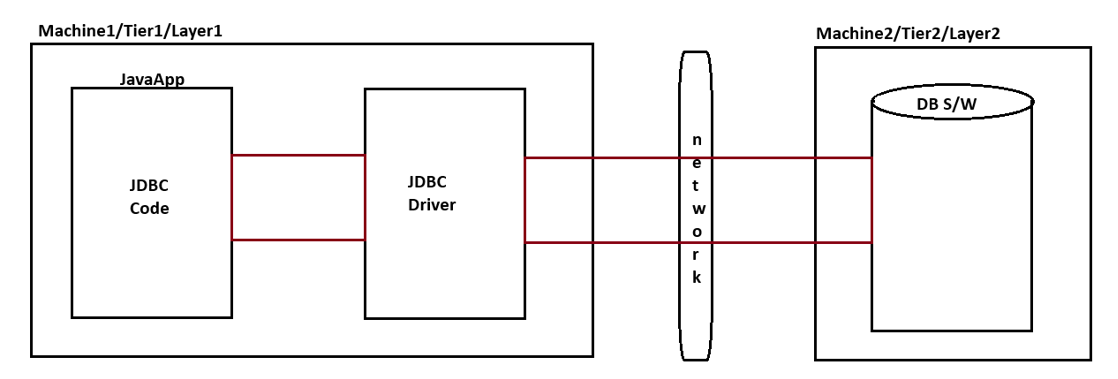 Machine1/Tier1/Layer1
Machine2/Tier2/Layer2
JavaApp
DB S/W
JDBC
Code
JDBC
Driver
n
e
t
w
o
r
k